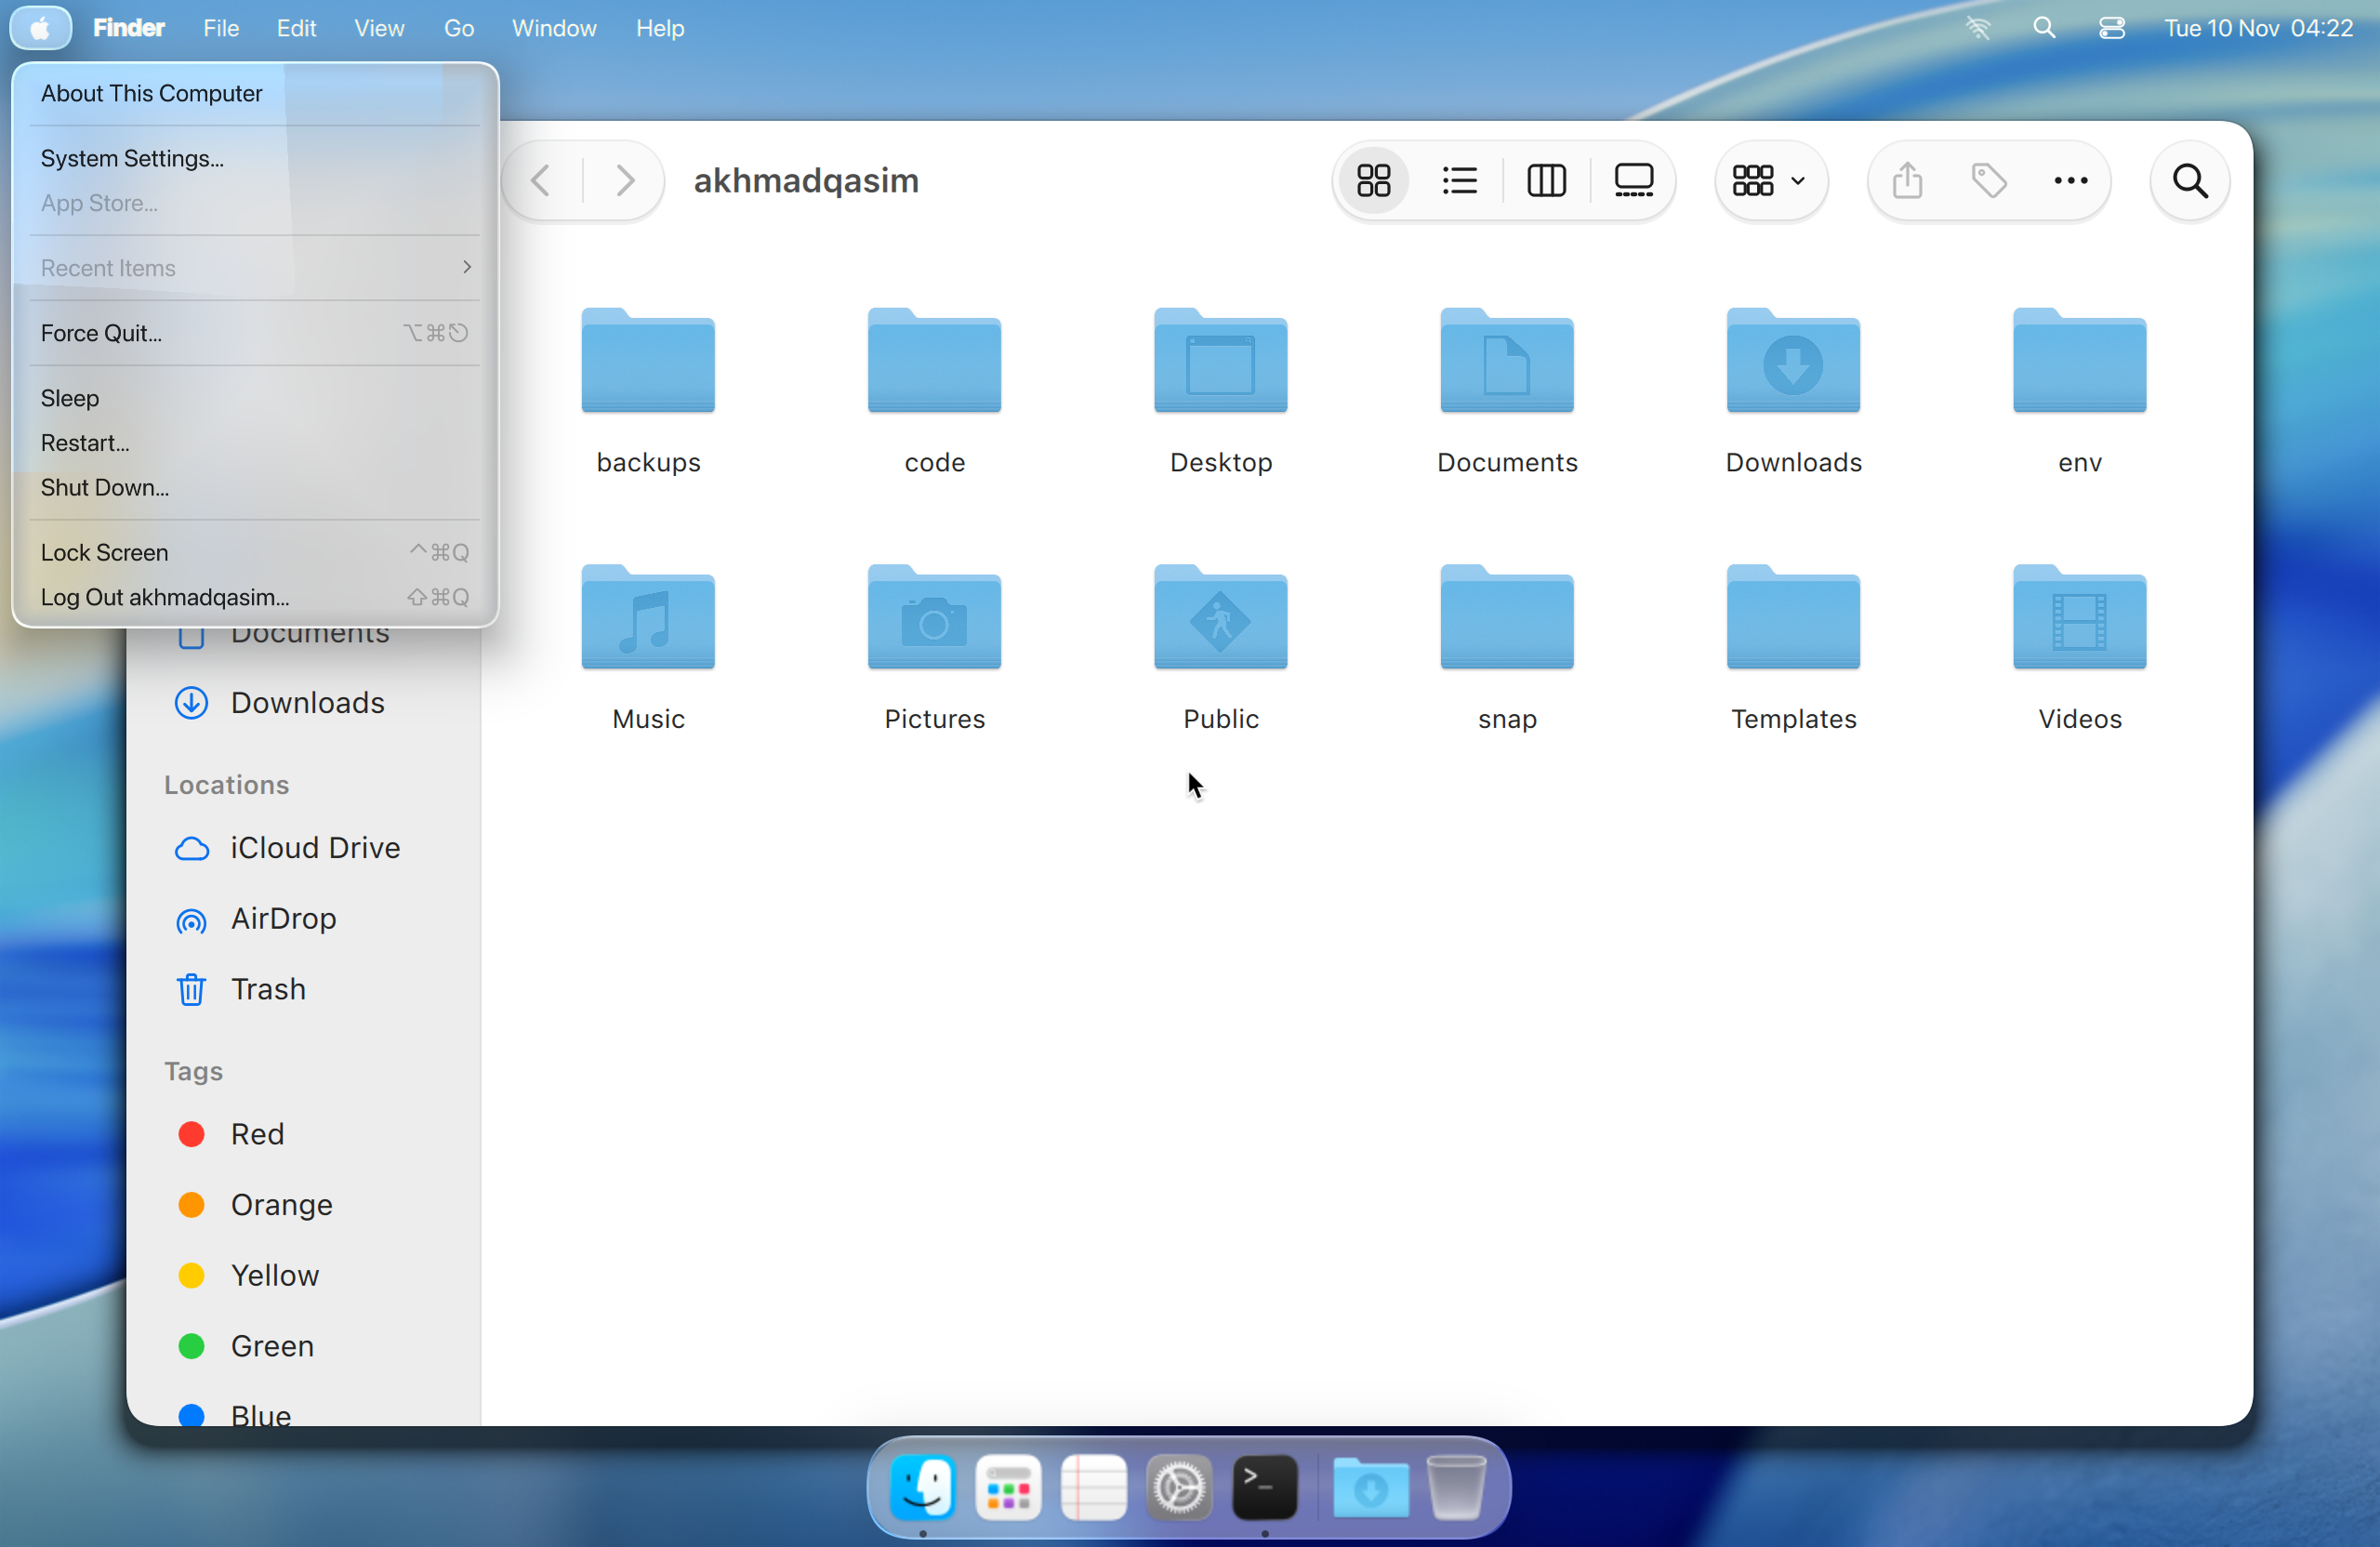 Finder File Edit View Go Window Help
Tue 10 Nov 04:22
About This Computer
System Settings...
App Store...
Recent Items
Force Quit... ⌥⌘⎋
Sleep
Restart...
Shut Down...
Lock Screen ^⌘Q
Log Out akhmadqasim... ⇧⌘Q
Documents
Downloads
Locations
iCloud Drive
AirDrop
Trash
Tags
Red
Orange
Yellow
Green
Blue
akhmadqasim
backups code Desktop Documents Downloads env
Music Pictures Public snap Templates Videos